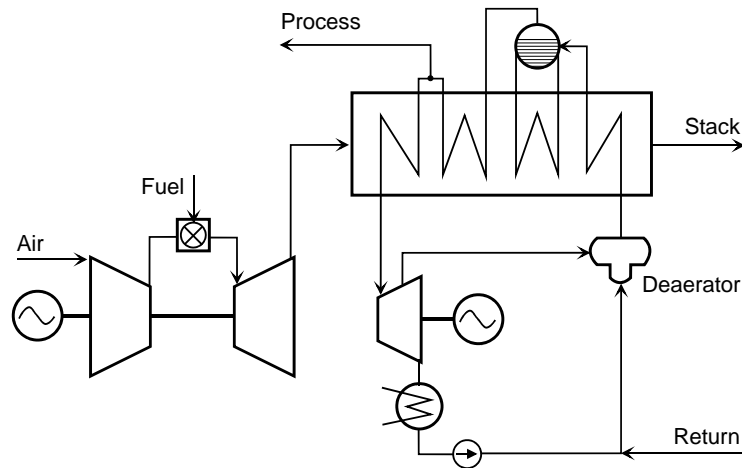 Process
Stack
Fuel
Air
Deaerator
Return